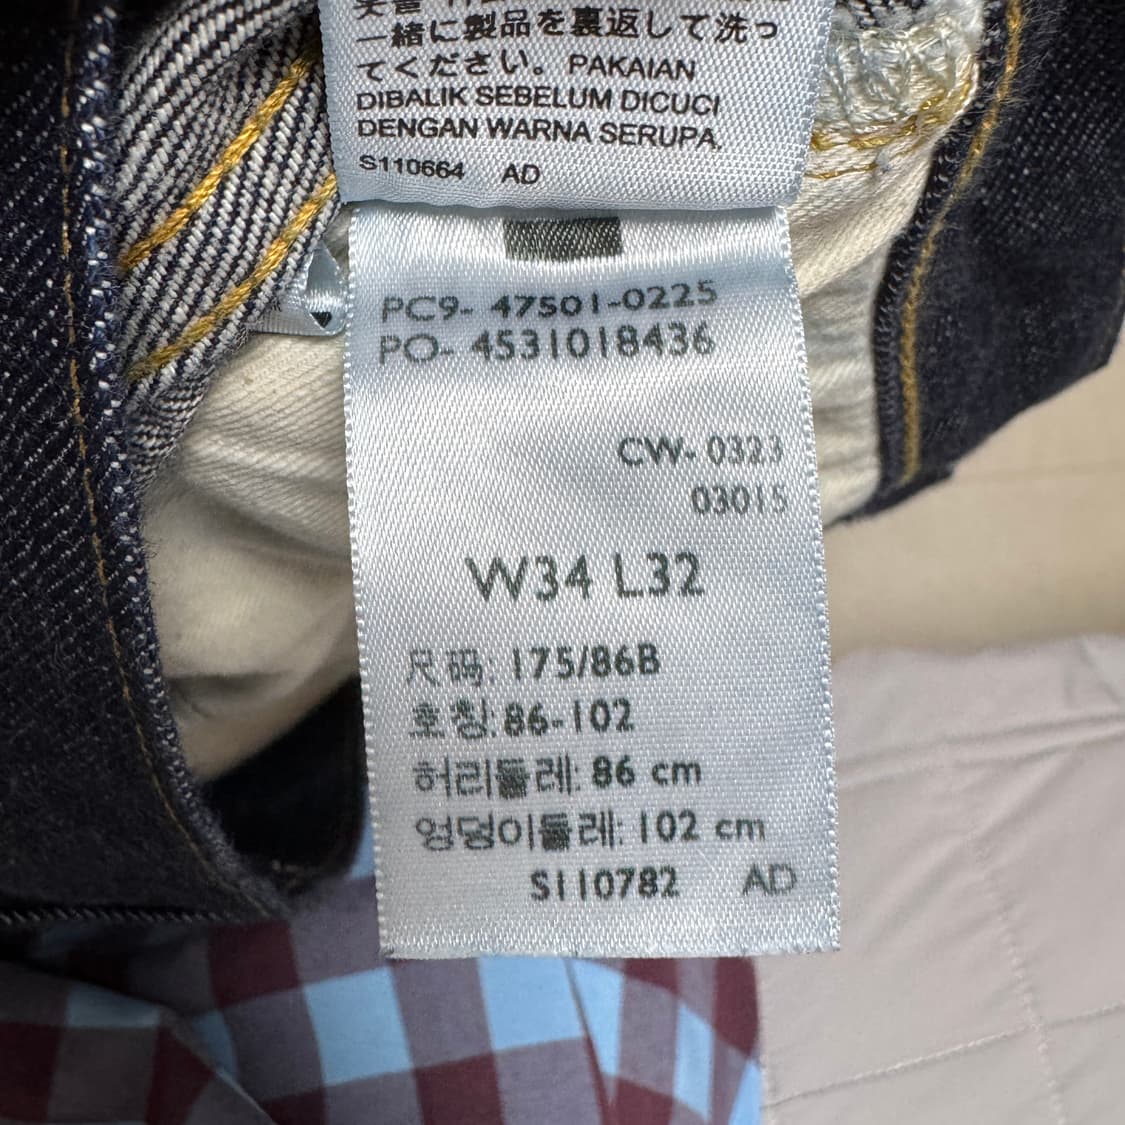 一緒に製品を裏返して洗っ
てください。PAKAIAN
DIBALIK SEBELUM DICUCI
DENGAN WARNA SERUPA.
S110664 AD
PC9- 47501-0225
PO- 4531018436
CW- 0323
03015
W34 L32
尺码: 175/86B
호칭: 86-102
허리둘레: 86 cm
엉덩이둘레: 102 cm
S110782 AD